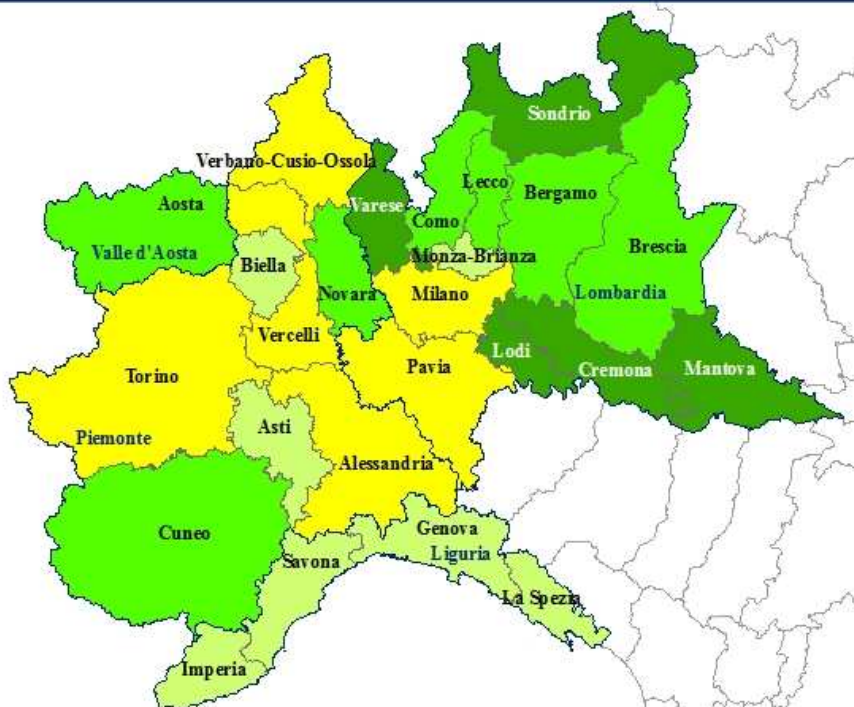 Sondrio
Verbano-Cusio-Ossola
Lecco
Bergamo
Aosta
Varese
Como
Brescia
Valle d'Aosta
Biella
Monza-Brianza
Novara
Milano
Lombardia
Vercelli
Lodi
Pavia
Cremona
Mantova
Torino
Asti
Piemonte
Alessandria
Cuneo
Genova
Liguria
Savona
La Spezia
Imperia